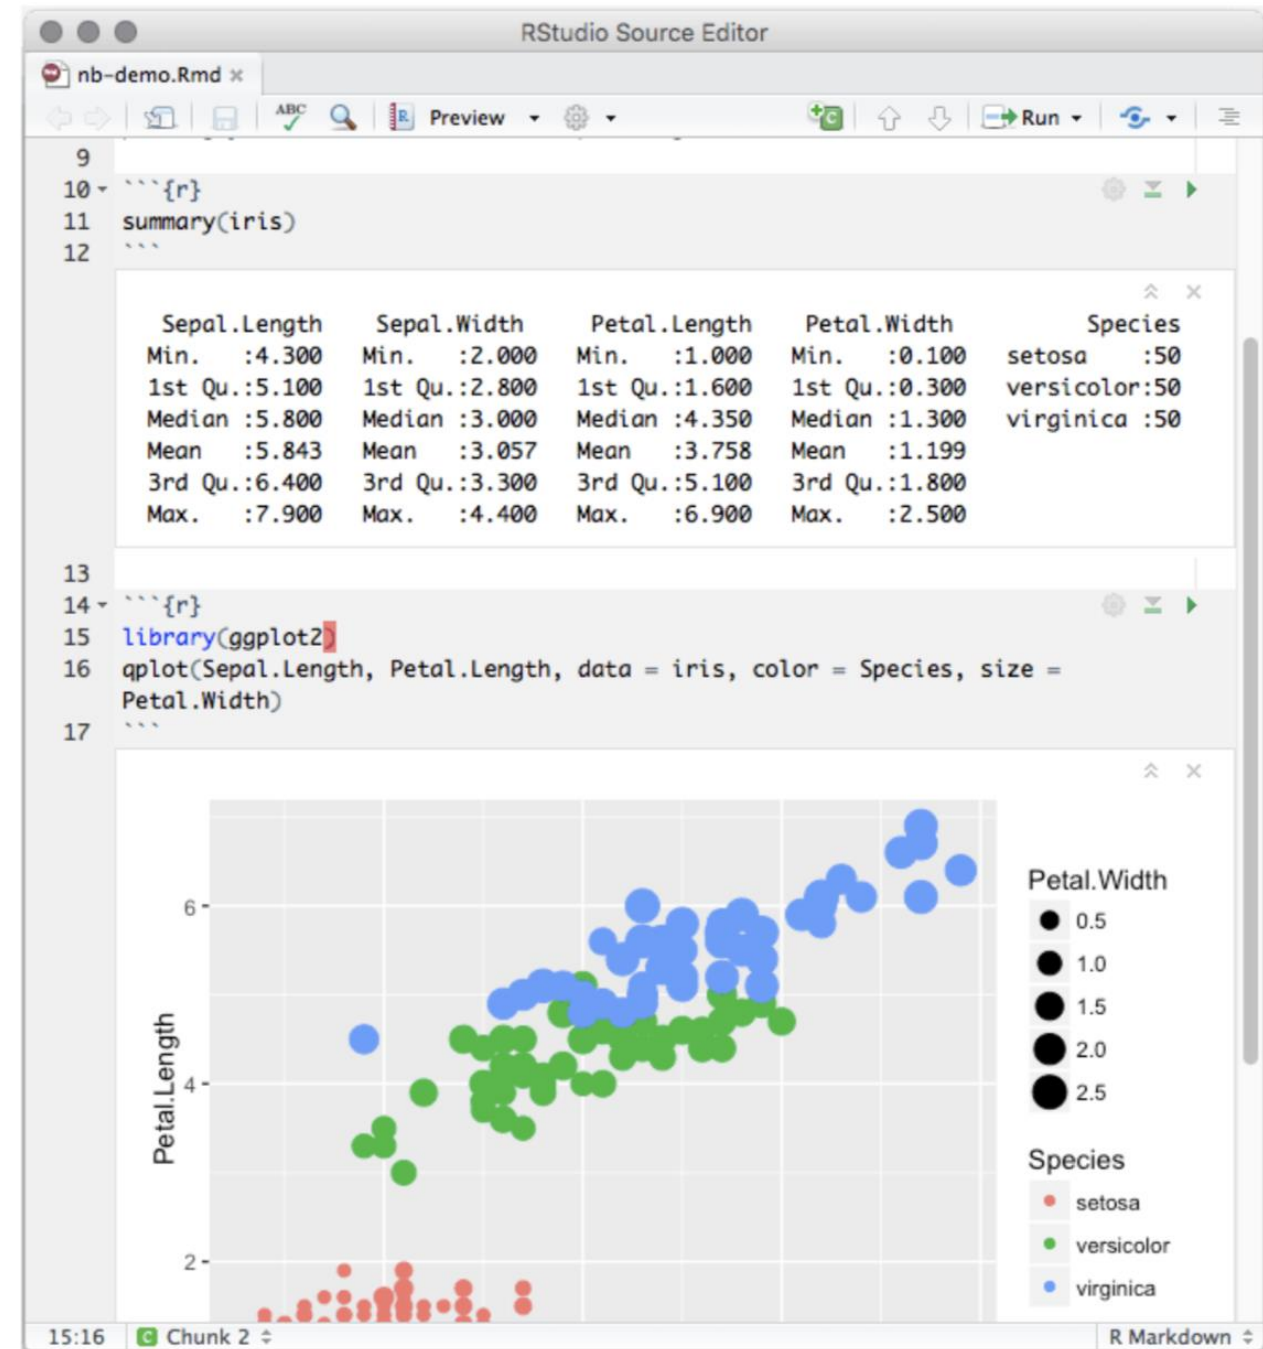 RStudio Source Editor
nb-demo.Rmd
ABC Preview Run
9
10 ```{r}
11 summary(iris)
12 ```
Sepal.Length Sepal.Width Petal.Length Petal.Width Species
Min. :4.300 Min. :2.000 Min. :1.000 Min. :0.100 setosa :50
1st Qu.:5.100 1st Qu.:2.800 1st Qu.:1.600 1st Qu.:0.300 versicolor:50
Median :5.800 Median :3.000 Median :4.350 Median :1.300 virginica :50
Mean :5.843 Mean :3.057 Mean :3.758 Mean :1.199
3rd Qu.:6.400 3rd Qu.:3.300 3rd Qu.:5.100 3rd Qu.:1.800
Max. :7.900 Max. :4.400 Max. :6.900 Max. :2.500
13
14 ```{r}
15 library(ggplot2)
16 qplot(Sepal.Length, Petal.Length, data = iris, color = Species, size =
Petal.Width)
17 ```
6
4
2
Petal.Length
Petal.Width
0.5
1.0
1.5
2.0
2.5
Species
setosa
versicolor
virginica
15:16 C Chunk 2 R Markdown